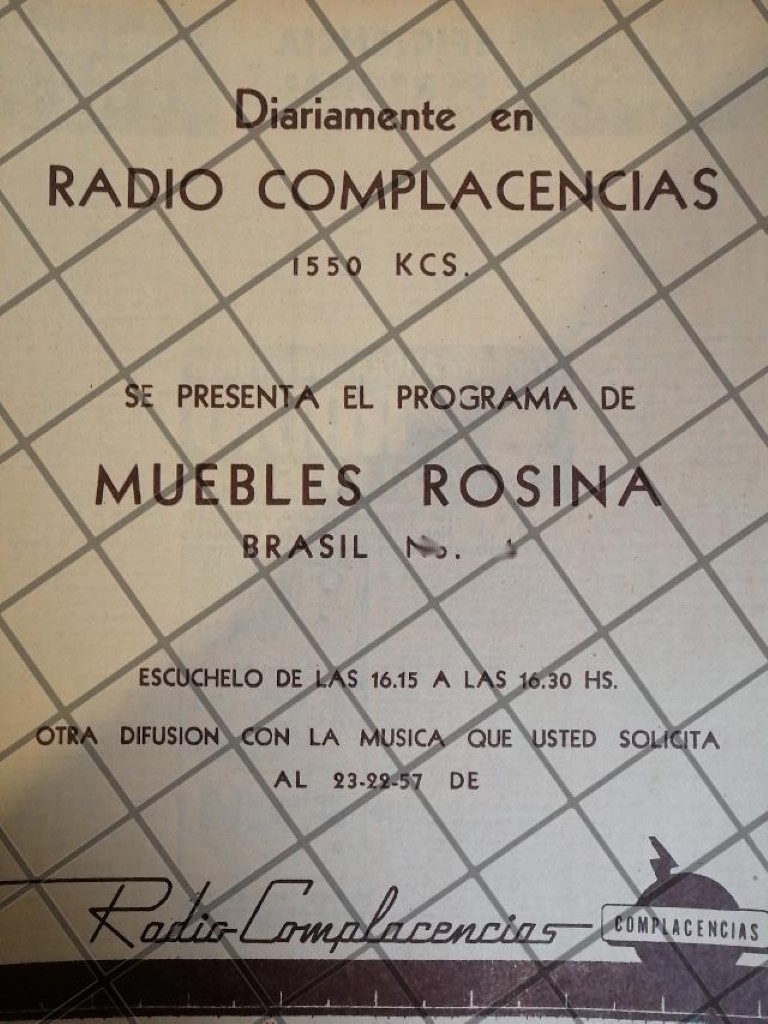 Diariamente en
RADIO COMPLACENCIAS
1550 KCS.
SE PRESENTA EL PROGRAMA DE
MUEBLES ROSINA
BRASIL No.
ESCUCHELO DE LAS 16.15 A LAS 16.30 HS.
OTRA DIFUSION CON LA MUSICA QUE USTED SOLICITA
AL 23-22-57 DE
Radio Complacencias
COMPLACENCIAS